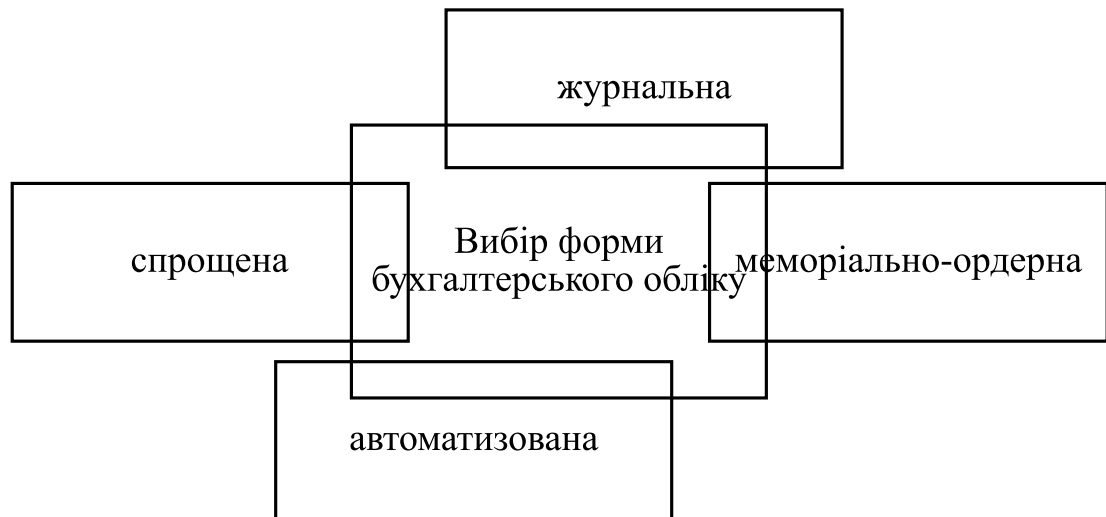 журнальна
спрощена
Вибір форми
бухгалтерського обліку
меморіально-ордерна
автоматизована